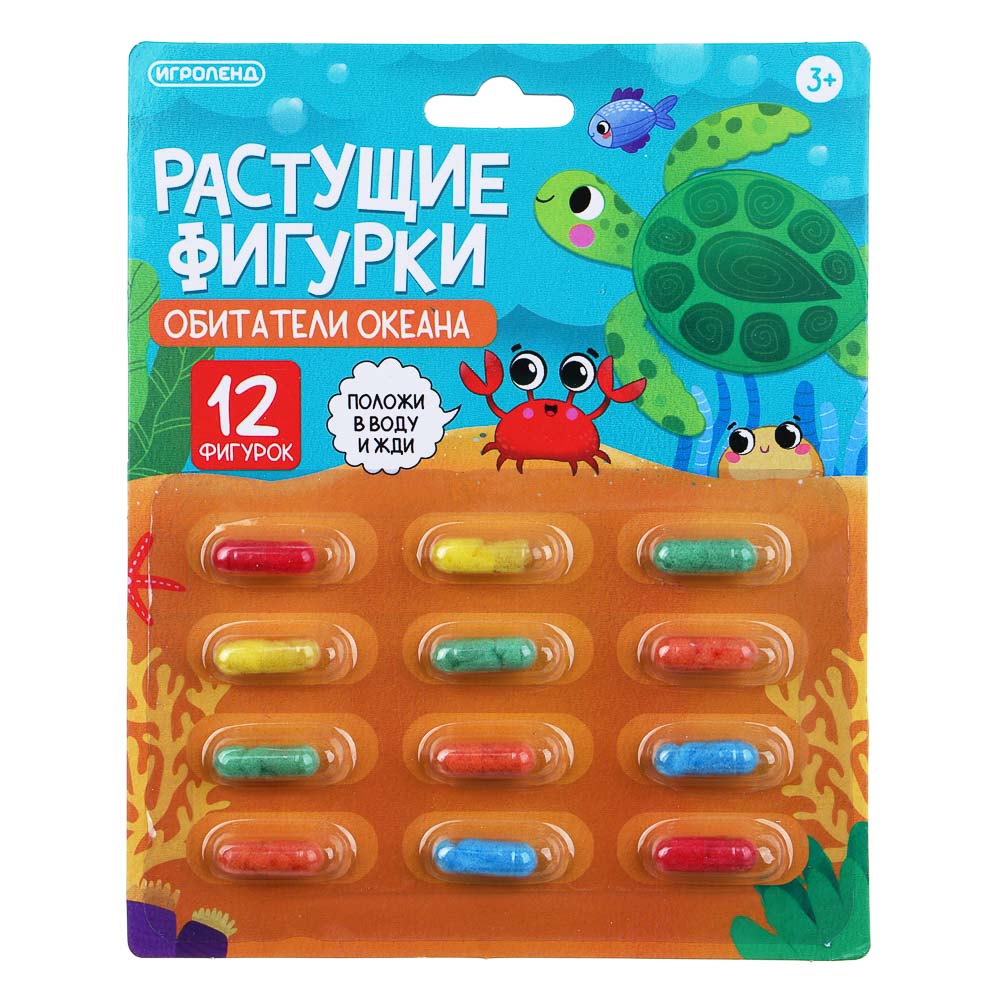 ИГРОЛЕНД
3+
РАСТУЩИЕ
ФИГУРКИ
ОБИТАТЕЛИ ОКЕАНА
12
ФИГУРОК
ПОЛОЖИ
В ВОДУ
И ЖДИ